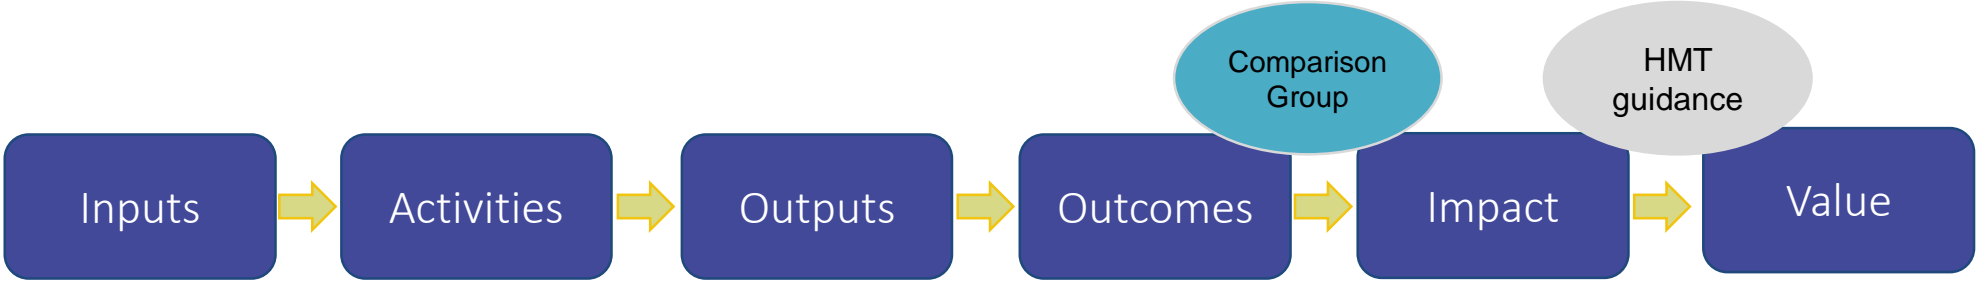 Comparison
Group
HMT
guidance
Inputs
Activities
Outputs
Outcomes
Impact
Value